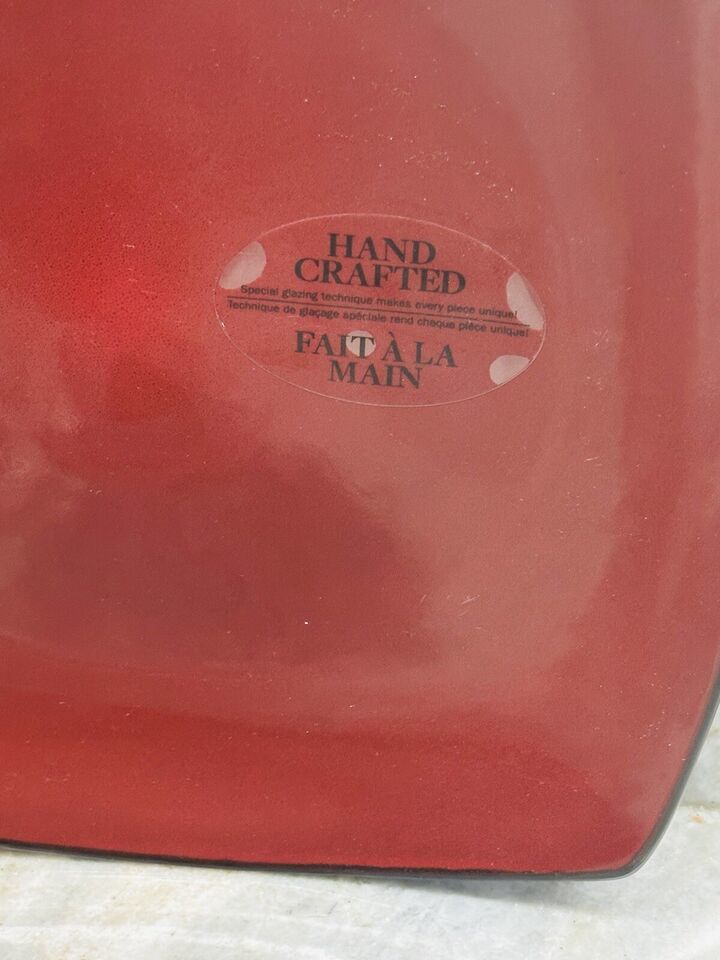 HAND
CRAFTED
Special glazing technique makes every piece unique!
Technique de glaçage apéciale rend chaque pièce unique!
FAIT À LA
MAIN